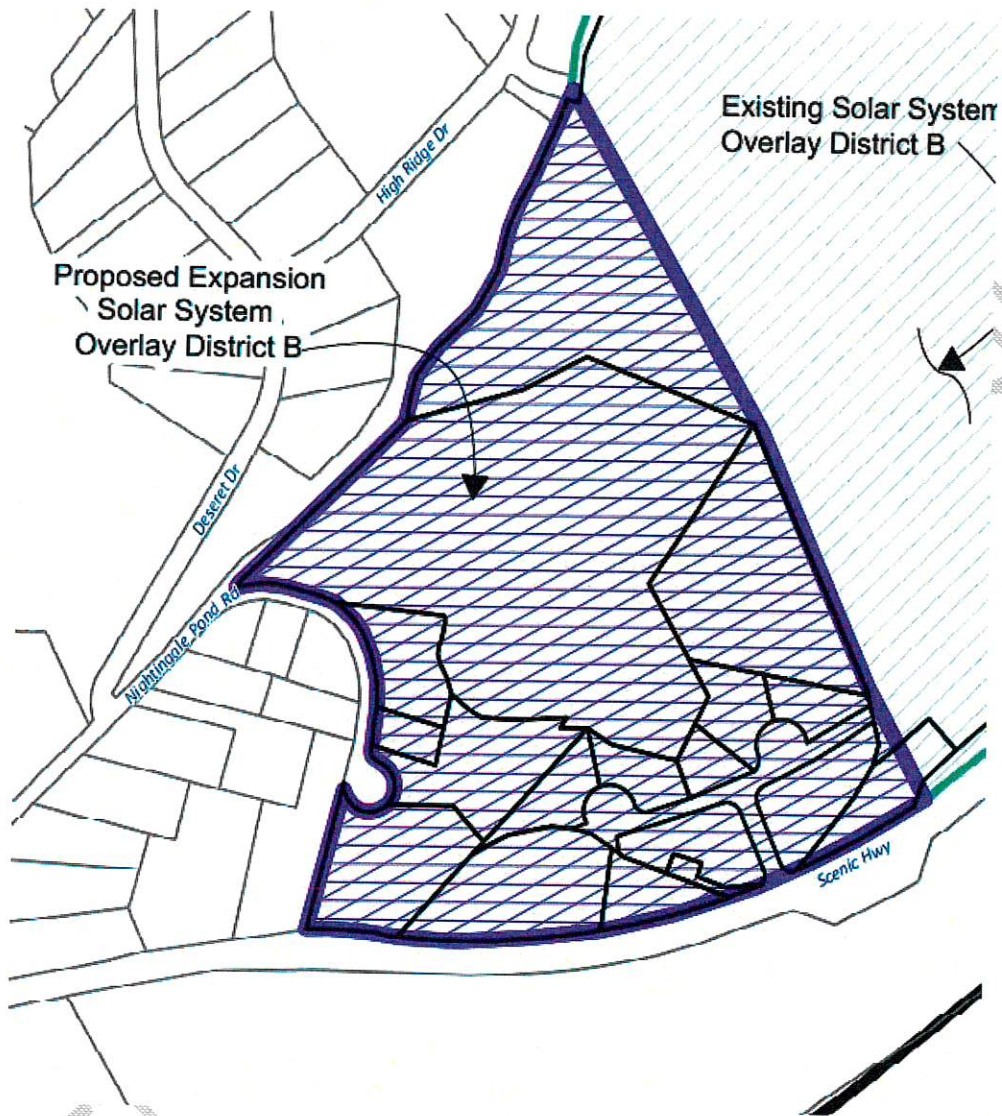 Existing Solar System
Overlay District B
High Ridge Dr
Proposed Expansion
Solar System
Overlay District B
Deseret Dr
Nightingale Pond Rd
Scenic Hwy